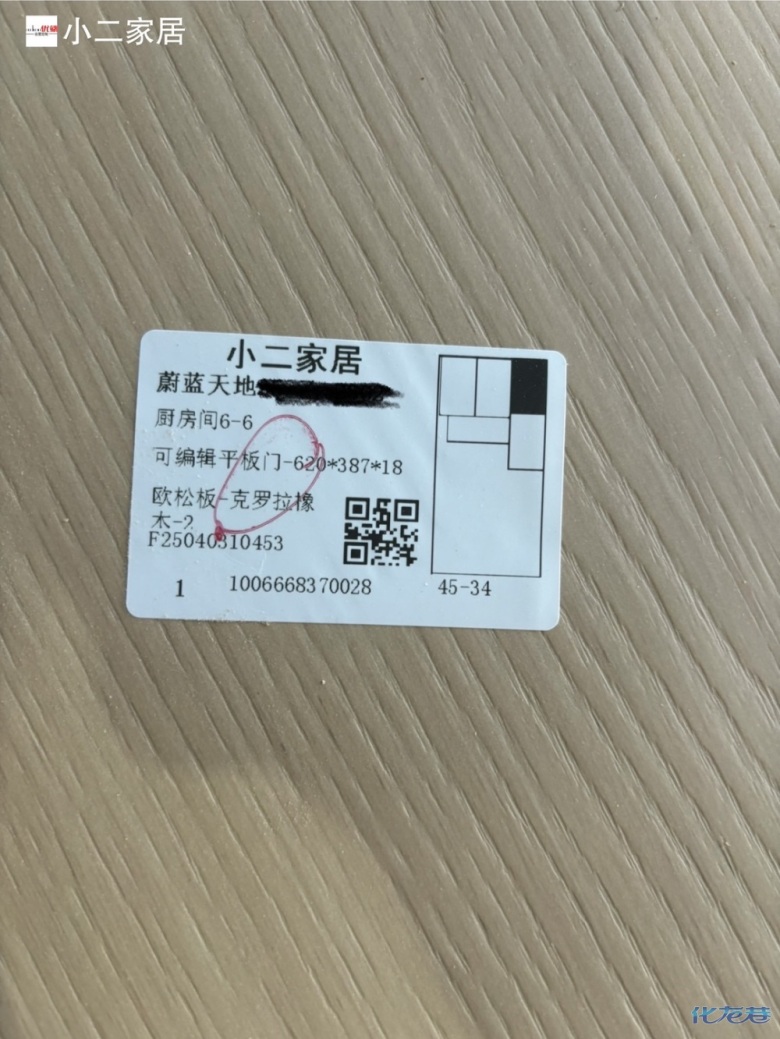 小二家居
小二家居
蔚蓝天地
厨房间6-6
可编辑平板门-620*387*18
欧松板-克罗拉橡
木-2
F25040310453
1 1006668370028 45-34
化龙巷